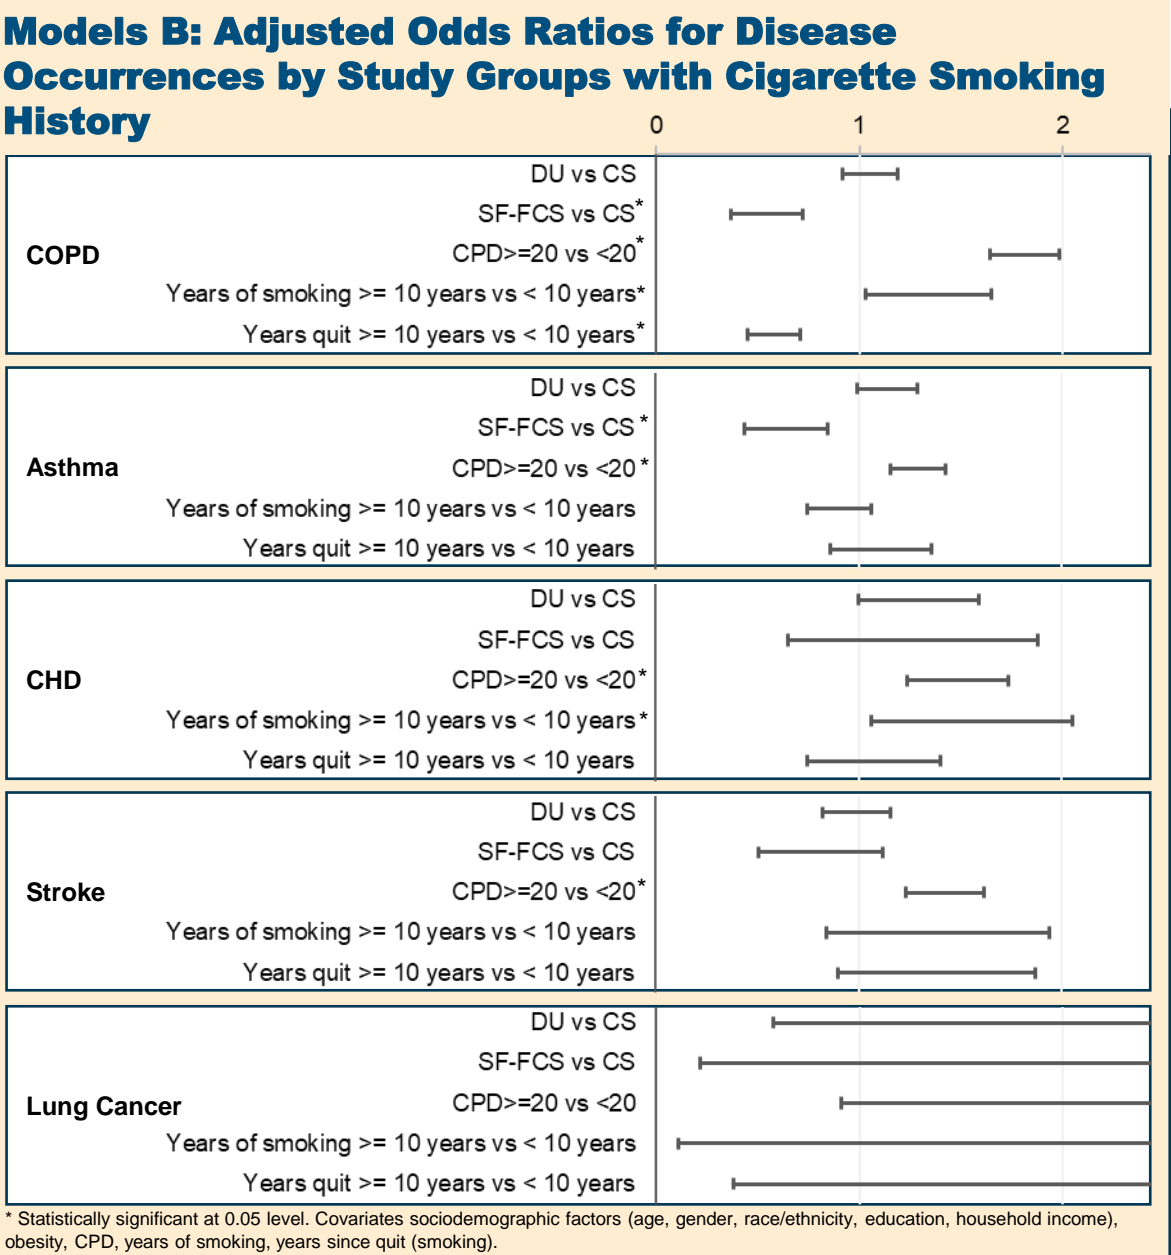 Models B: Adjusted Odds Ratios for Disease
Occurrences by Study Groups with Cigarette Smoking
History
0 1 2
COPD
DU vs CS
SF-FCS vs CS*
CPD>=20 vs <20*
Years of smoking >= 10 years vs < 10 years*
Years quit >= 10 years vs < 10 years*
Asthma
DU vs CS
SF-FCS vs CS*
CPD>=20 vs <20*
Years of smoking >= 10 years vs < 10 years
Years quit >= 10 years vs < 10 years
CHD
DU vs CS
SF-FCS vs CS
CPD>=20 vs <20*
Years of smoking >= 10 years vs < 10 years*
Years quit >= 10 years vs < 10 years
Stroke
DU vs CS
SF-FCS vs CS
CPD>=20 vs <20*
Years of smoking >= 10 years vs < 10 years
Years quit >= 10 years vs < 10 years
Lung Cancer
DU vs CS
SF-FCS vs CS
CPD>=20 vs <20
Years of smoking >= 10 years vs < 10 years
Years quit >= 10 years vs < 10 years
* Statistically significant at 0.05 level. Covariates sociodemographic factors (age, gender, race/ethnicity, education, household income),
obesity, CPD, years of smoking, years since quit (smoking).